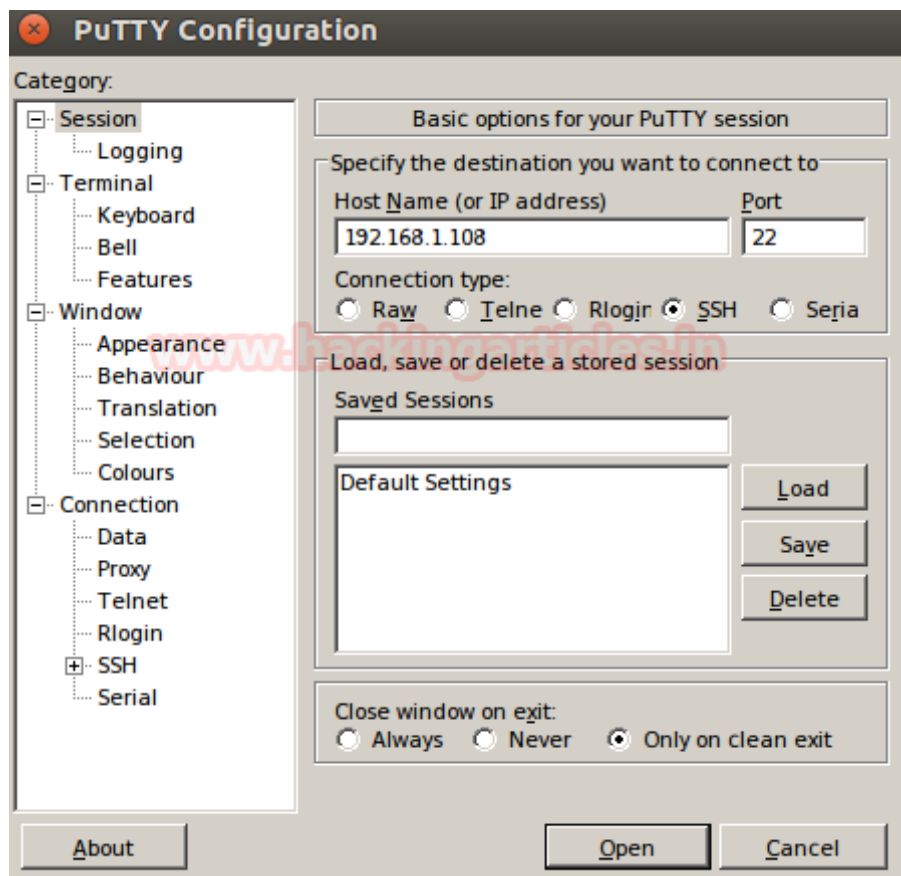 PuTTY Configuration
Category:
Session
Logging
Terminal
Keyboard
Bell
Features
Window
Appearance
Behaviour
Translation
Selection
Colours
Connection
Data
Proxy
Telnet
Rlogin
SSH
Serial
Basic options for your PuTTY session
Specify the destination you want to connect to
Host Name (or IP address) Port
192.168.1.108 22
Connection type:
Raw Telne Rlogin SSH Seria
www.hackingarticles.in
Load, save or delete a stored session
Saved Sessions
Default Settings
Load
Save
Delete
Close window on exit:
Always Never Only on clean exit
About Open Cancel